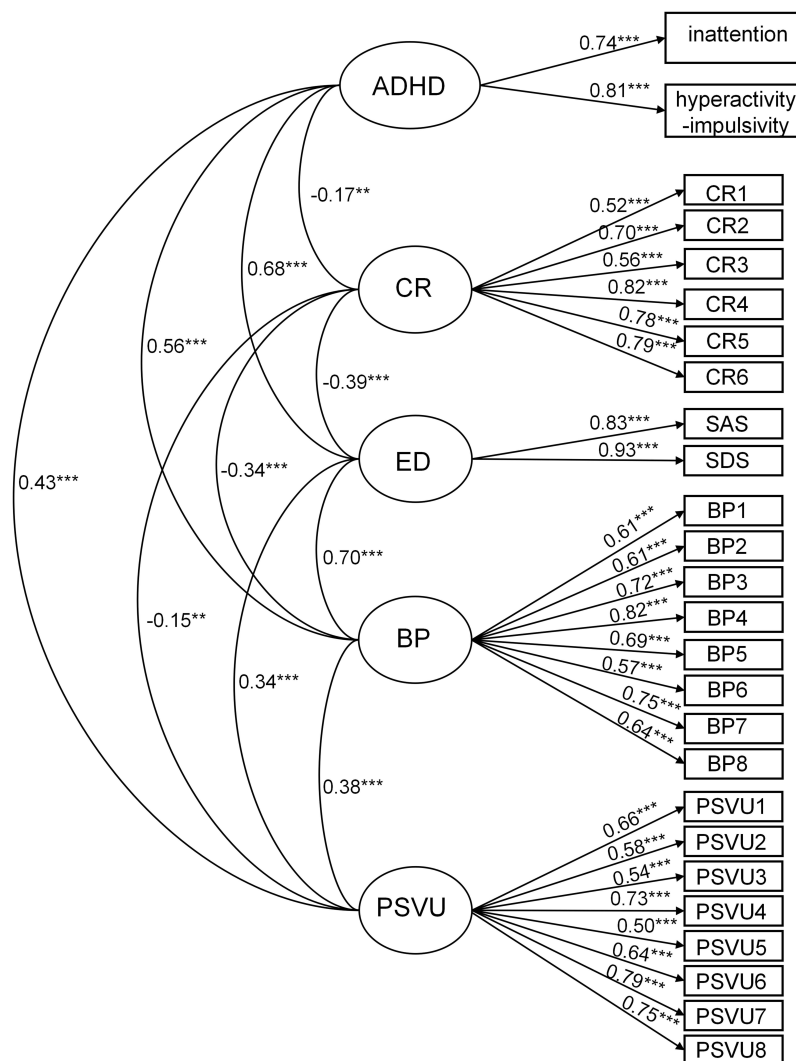 inattention
0.74***
ADHD
0.81***
hyperactivity
-impulsivity
-0.17**
CR1
0.52***
CR2
0.70***
0.68***
CR3
0.56***
CR
CR4
0.82***
CR5
0.78***
0.79***
CR6
0.56***
-0.39***
SAS
0.83***
0.93***
SDS
ED
0.43***
-0.34***
BP1
0.61***
BP2
0.61***
0.70***
BP3
0.72***
BP4
0.82***
-0.15**
BP
BP5
0.69***
0.57***
BP6
0.34***
0.75***
BP7
0.64***
BP8
0.38***
PSVU1
0.66***
PSVU2
0.58***
PSVU3
0.54***
PSVU
0.73***
PSVU4
0.50***
PSVU5
0.64***
PSVU6
0.79***
PSVU7
0.75***
PSVU8